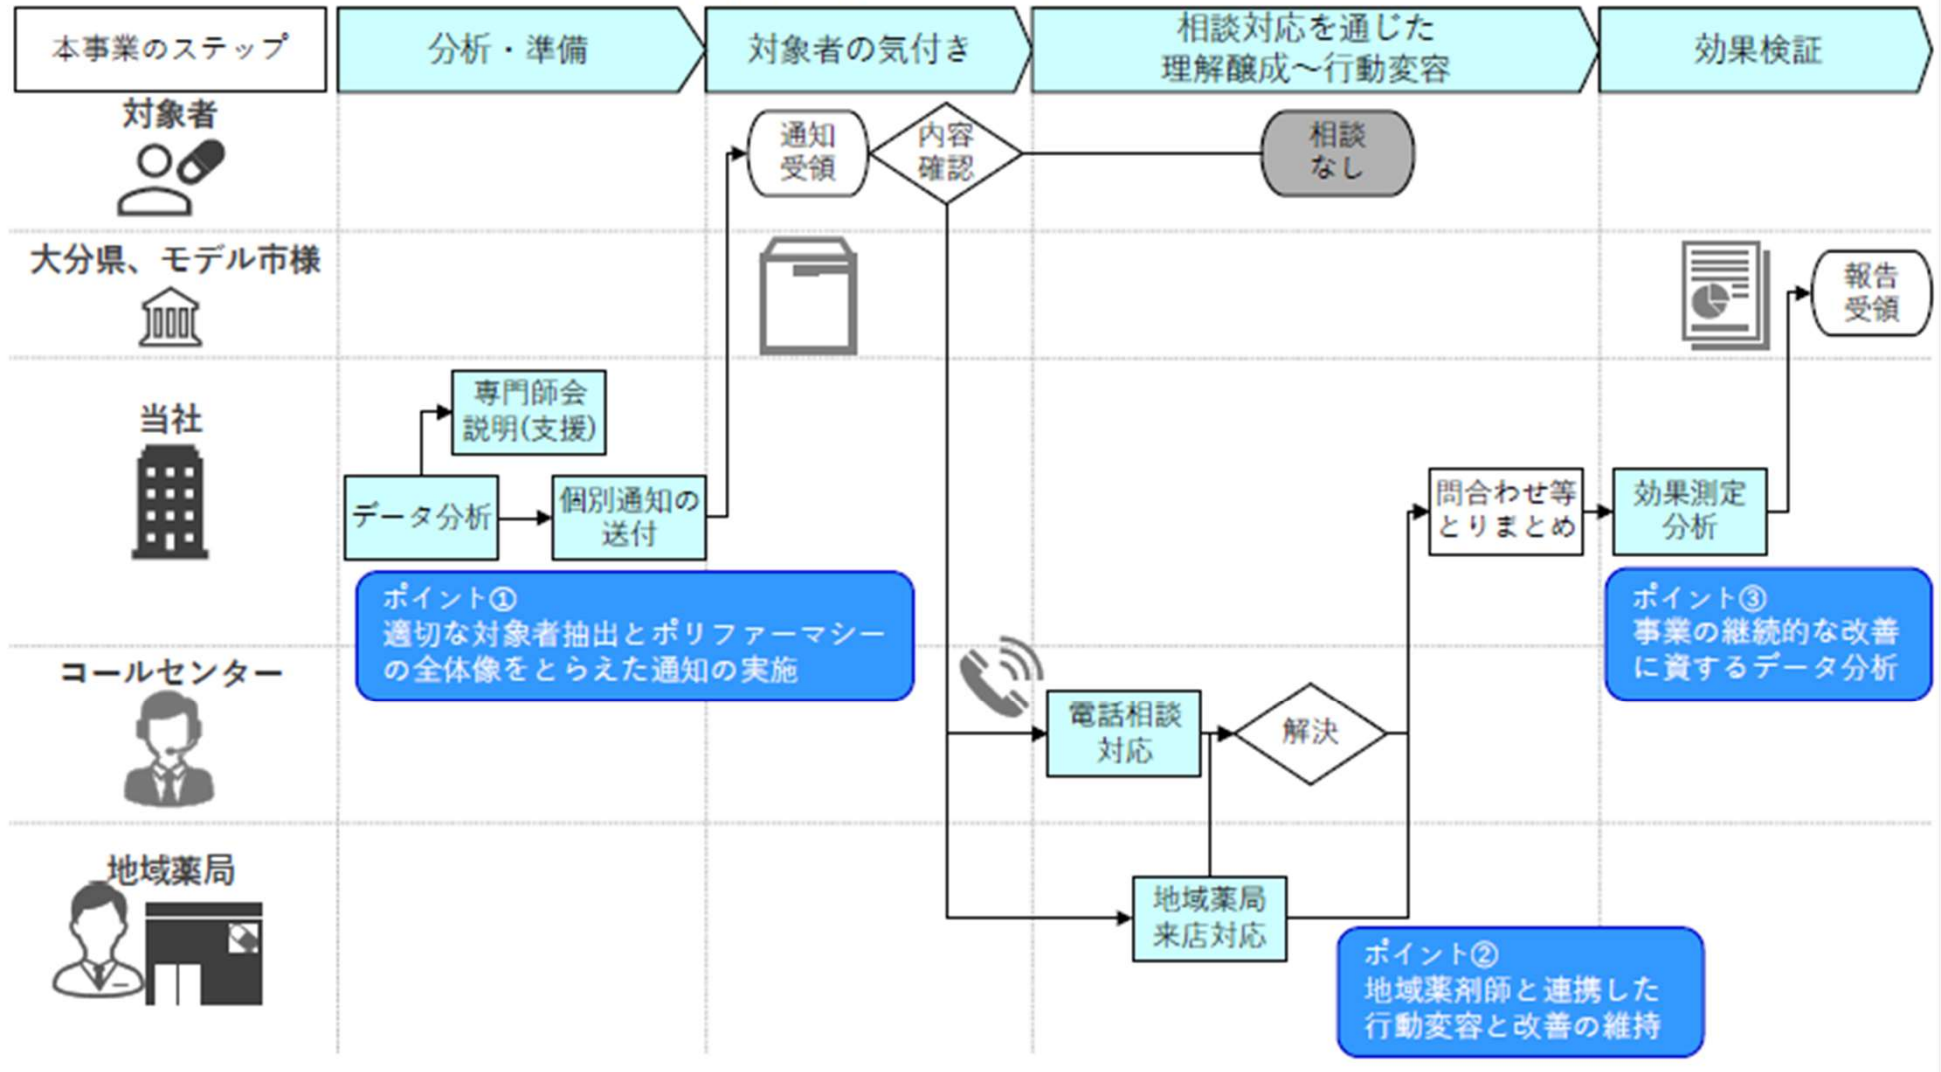 本事業のステップ
分析・準備
対象者の気付き
相談対応を通じた
理解醸成～行動変容
効果検証
対象者
通知
受領
内容
確認
相談
なし
大分県、モデル市様
報告
受領
当社
専門師会
説明(支援)
データ分析
個別通知の
送付
問合わせ等
とりまとめ
効果測定
分析
ポイント①
適切な対象者抽出とポリファーマシー
の全体像をとらえた通知の実施
ポイント③
事業の継続的な改善
に資するデータ分析
コールセンター
電話相談
対応
解決
地域薬局
地域薬局
来店対応
ポイント②
地域薬剤師と連携した
行動変容と改善の維持